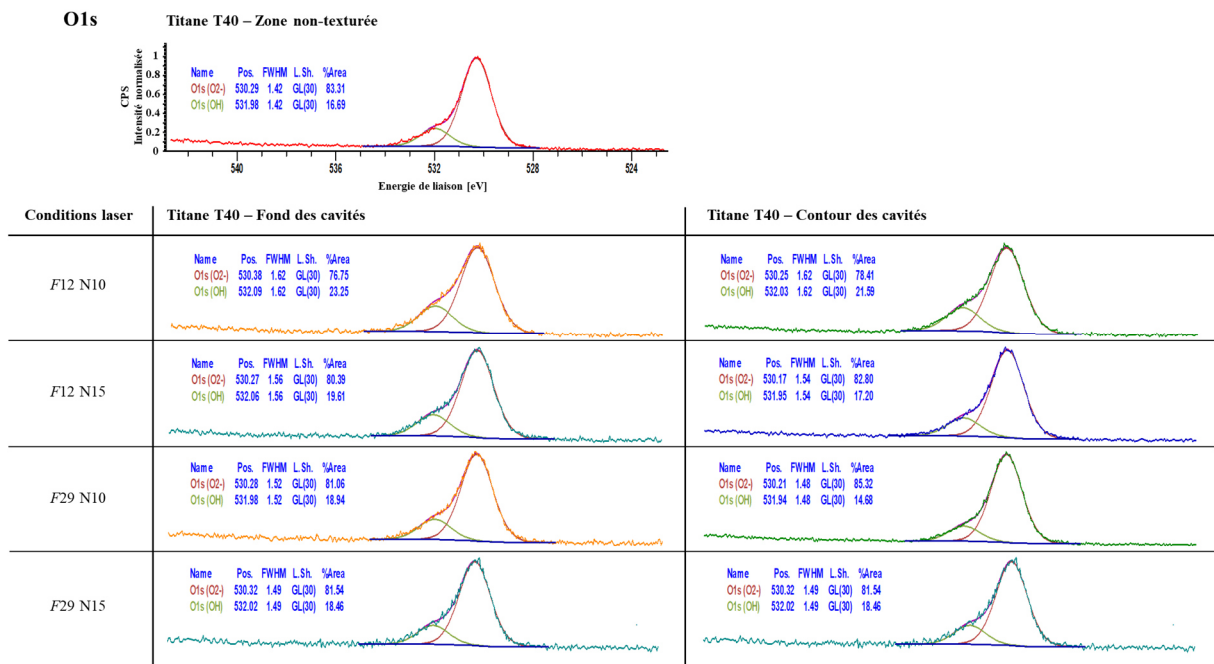 O1s
Titane T40 – Zone non-texturée
CPS
Intensité normalisée
1
0.8
0.6
0.4
0.2
0
Name Pos. FWHM L.Sh. %Area
O1s (O2-) 530.29 1.42 GL(30) 83.31
O1s (OH) 531.98 1.42 GL(30) 16.69
540 536 532 528 524
Energie de liaison [eV]
Conditions laser Titane T40 – Fond des cavités Titane T40 – Contour des cavités
F12 N10
Name Pos. FWHM L.Sh. %Area
O1s (O2-) 530.38 1.62 GL(30) 76.75
O1s (OH) 532.09 1.62 GL(30) 23.25
Name Pos. FWHM L.Sh. %Area
O1s (O2-) 530.25 1.62 GL(30) 78.41
O1s (OH) 532.03 1.62 GL(30) 21.59
F12 N15
Name Pos. FWHM L.Sh. %Area
O1s (O2-) 530.27 1.56 GL(30) 80.39
O1s (OH) 532.06 1.56 GL(30) 19.61
Name Pos. FWHM L.Sh. %Area
O1s (O2-) 530.17 1.54 GL(30) 82.80
O1s (OH) 531.95 1.54 GL(30) 17.20
F29 N10
Name Pos. FWHM L.Sh. %Area
O1s (O2-) 530.28 1.52 GL(30) 81.06
O1s (OH) 531.98 1.52 GL(30) 18.94
Name Pos. FWHM L.Sh. %Area
O1s (O2-) 530.21 1.48 GL(30) 85.32
O1s (OH) 531.94 1.48 GL(30) 14.68
F29 N15
Name Pos. FWHM L.Sh. %Area
O1s (O2-) 530.32 1.49 GL(30) 81.54
O1s (OH) 532.02 1.49 GL(30) 18.46
Name Pos. FWHM L.Sh. %Area
O1s (O2-) 530.32 1.49 GL(30) 81.54
O1s (OH) 532.02 1.49 GL(30) 18.46